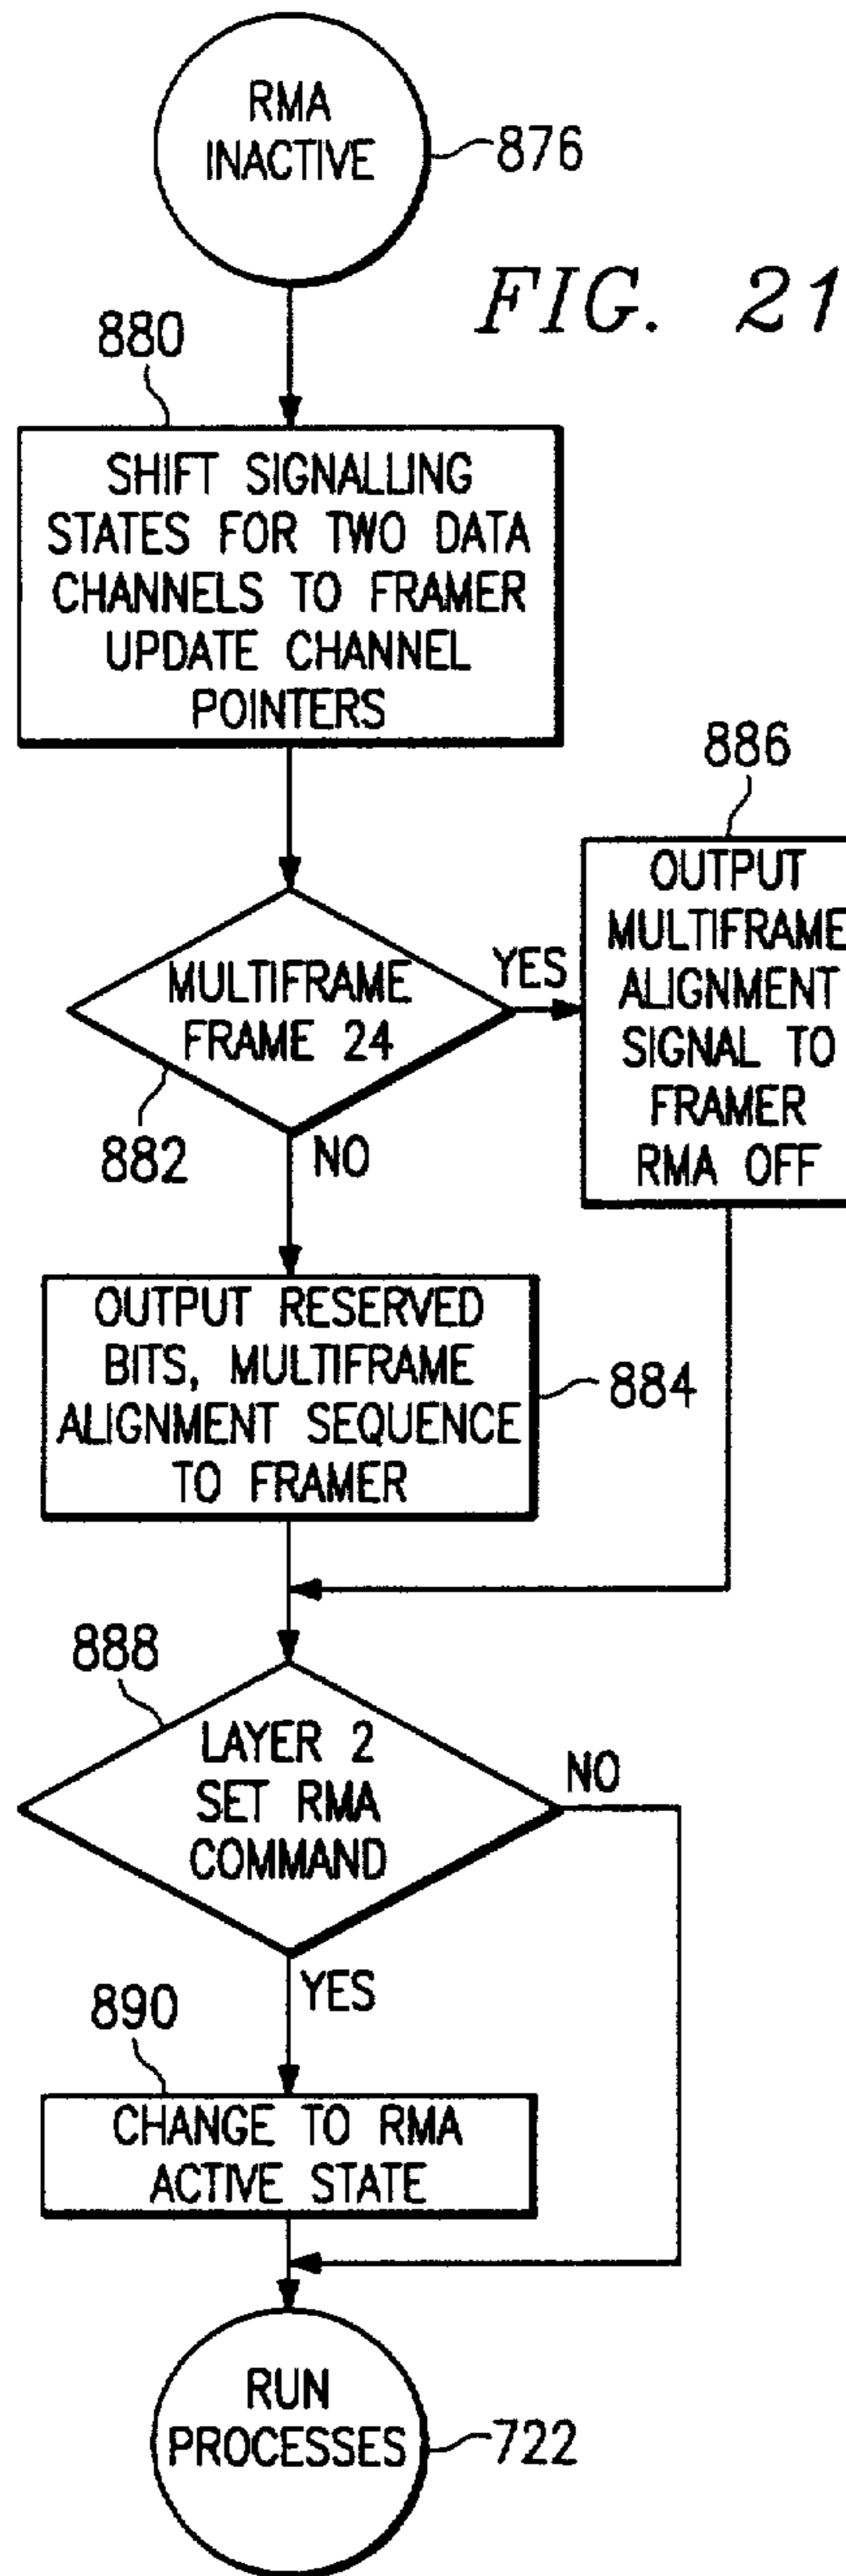 RMA
INACTIVE
876
FIG. 21
880
SHIFT SIGNALLING
STATES FOR TWO DATA
CHANNELS TO FRAMER
UPDATE CHANNEL
POINTERS
886
OUTPUT
MULTIFRAME
ALIGNMENT
SIGNAL TO
FRAMER
RMA OFF
YES
MULTIFRAME
FRAME 24
882
NO
OUTPUT RESERVED
BITS, MULTIFRAME
ALIGNMENT SEQUENCE
TO FRAMER
884
888
LAYER 2
SET RMA
COMMAND
NO
YES
890
CHANGE TO RMA
ACTIVE STATE
RUN
PROCESSES
722